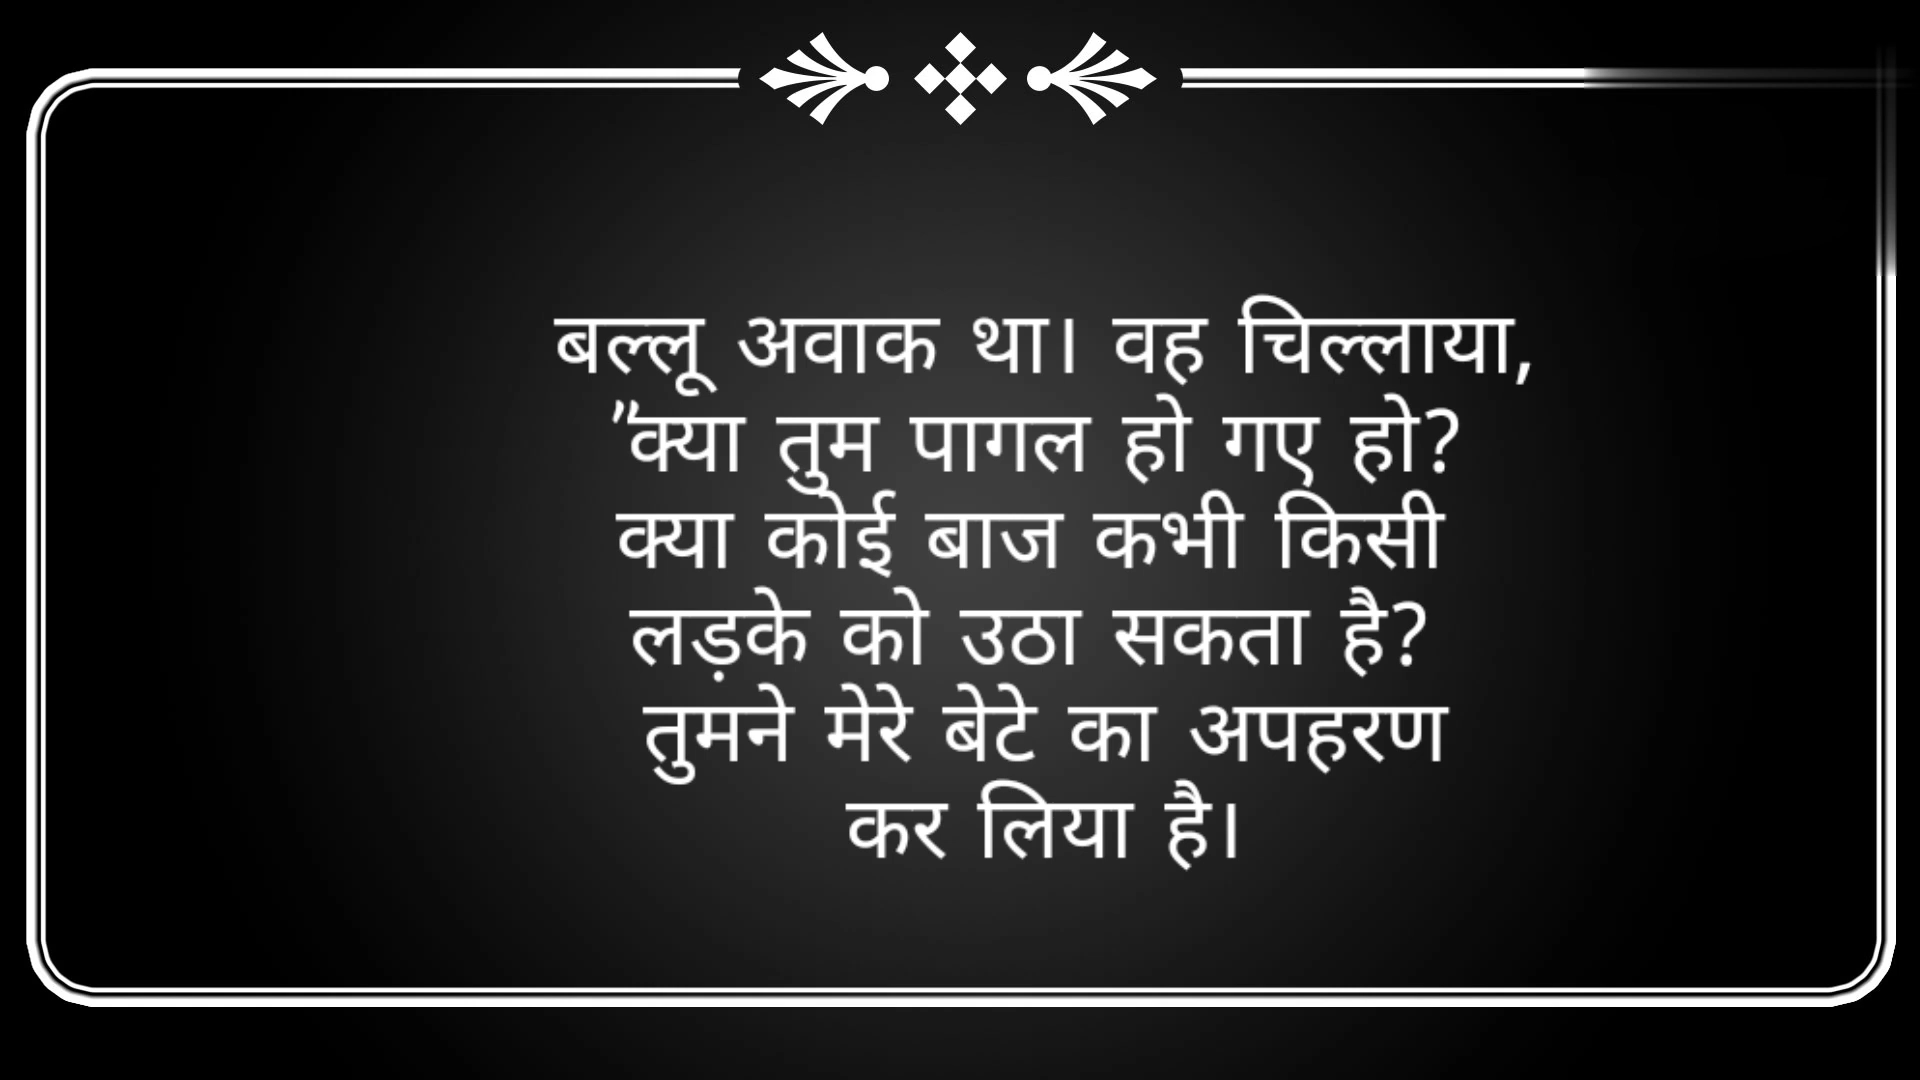 बल्लू अवाक था। वह चिल्लाया,
”क्या तुम पागल हो गए हो?
क्या कोई बाज कभी किसी
लड़के को उठा सकता है?
तुमने मेरे बेटे का अपहरण
कर लिया है।